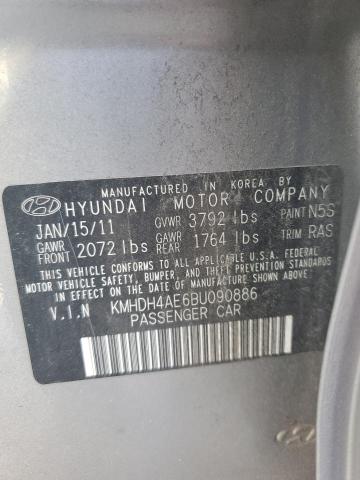 MANUFACTURED IN KOREA BY
HYUNDAI MOTOR COMPANY
JAN/15/11 GVWR 3792 lbs PAINT N5S
GAWR FRONT 2072 lbs GAWR REAR 1764 lbs TRIM RAS
THIS VEHICLE CONFORMS TO ALL APPLICABLE U.S.A. FEDERAL
MOTOR VEHICLE SAFETY, BUMPER, AND THEFT PREVENTION
STANDARDS IN EFFECT ON THE DATE OF MANUFACTURE SHOWN ABOVE.
V.I.N KMHDH4AE6BU090886
PASSENGER CAR